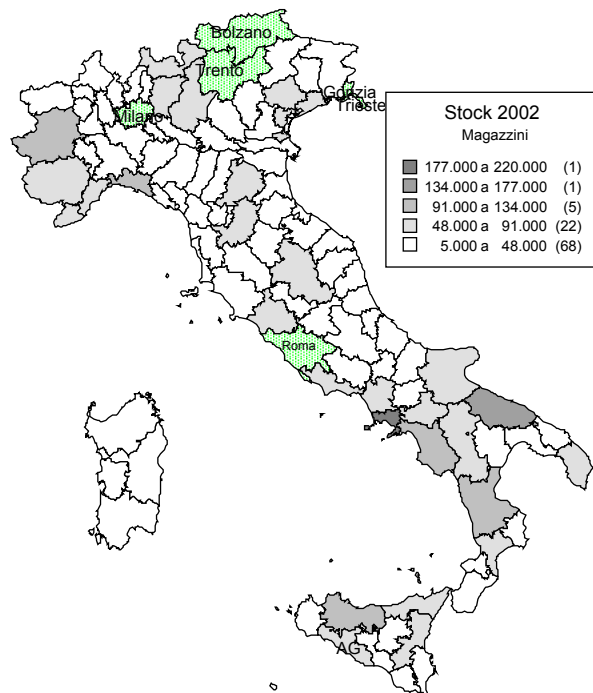 Bolzano
Trento
Gorizia
Trieste
Milano
Stock 2002
Magazzini
177.000 a 220.000 (1)
134.000 a 177.000 (1)
91.000 a 134.000 (5)
48.000 a 91.000 (22)
5.000 a 48.000 (68)
Roma
AG